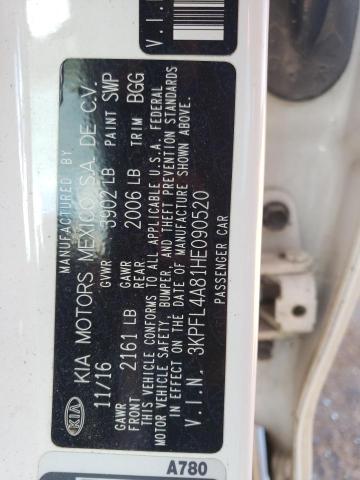 V.I.
KIA
MANUFACTURED BY
KIA MOTORS MEXICO, S.A. DE C.V.
11/16 GVWR 3902 LB PAINT SWP
GAWR FRONT 2161 LB GAWR REAR 2006 LB TRIM BGG
THIS VEHICLE CONFORMS TO ALL APPLICABLE U.S.A. FEDERAL
MOTOR VEHICLE SAFETY, BUMPER, AND THEFT PREVENTION STANDARDS
IN EFFECT ON THE DATE OF MANUFACTURE SHOWN ABOVE.
V.I.N. 3KPFL4A81HE090520
PASSENGER CAR
A780